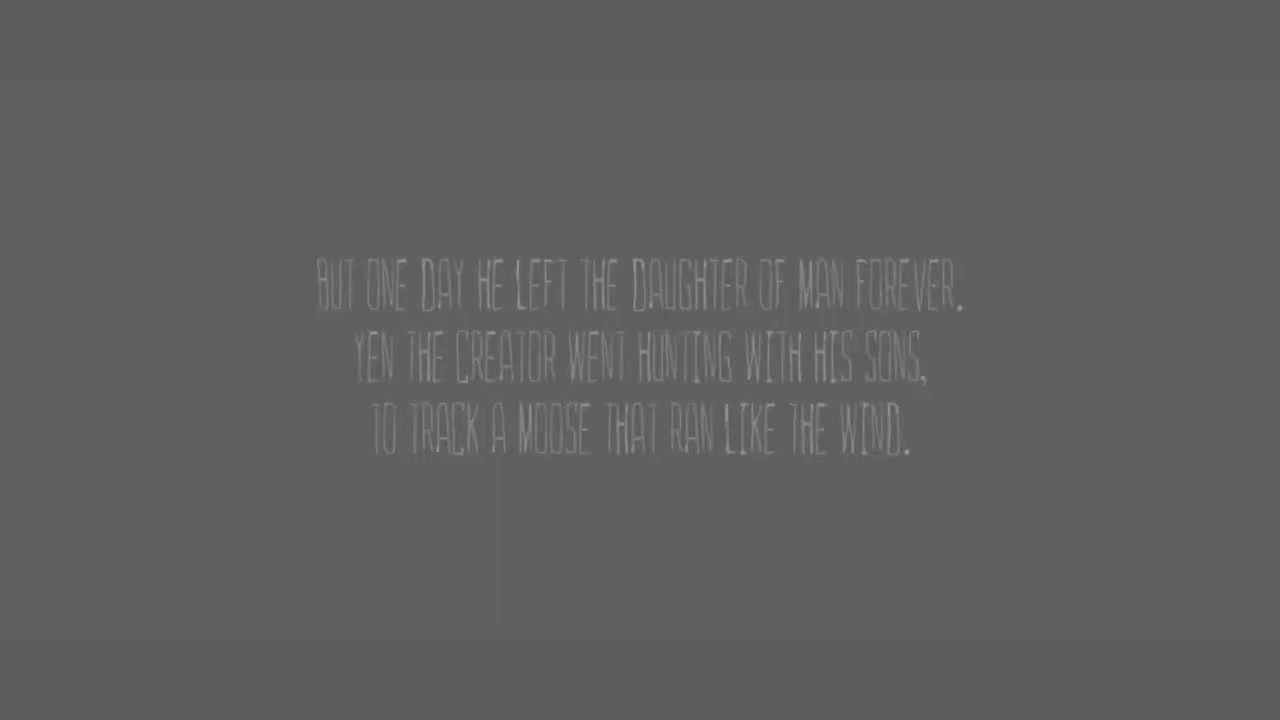 BUT ONE DAY HE LEFT THE DAUGHTER OF MAN FOREVER.
YEN THE CREATOR WENT HUNTING WITH HIS SONS,
TO TRACK A MOOSE THAT RAN LIKE THE WIND.